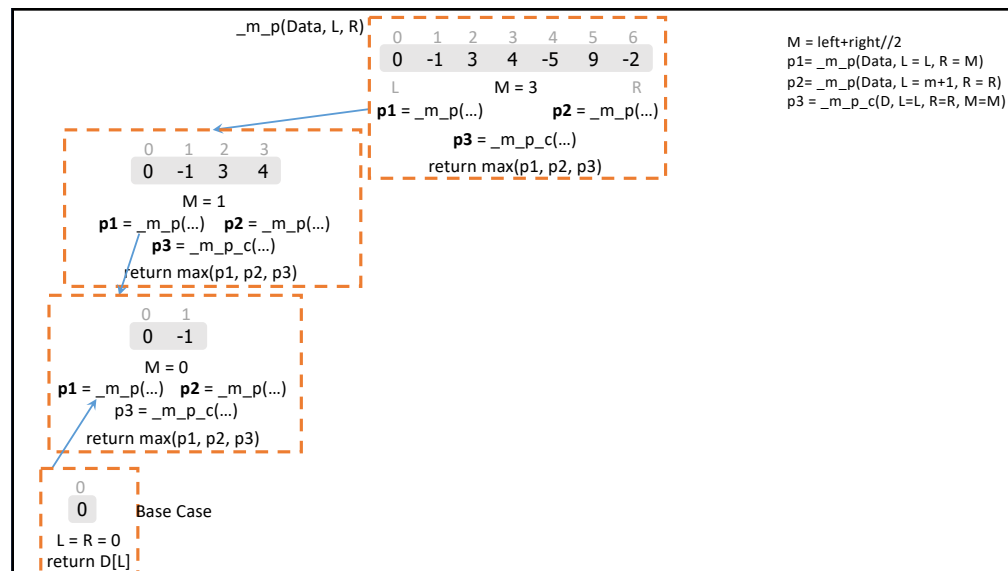 _m_p(Data, L, R)
0 1 2 3 4 5 6
0 -1 3 4 -5 9 -2
L M = 3 R
p1 = _m_p(...) p2 = _m_p(...)
p3 = _m_p_c(...)
return max(p1, p2, p3)
M = left+right//2
p1= _m_p(Data, L = L, R = M)
p2= _m_p(Data, L = m+1, R = R)
p3 = _m_p_c(D, L=L, R=R, M=M)
0 1 2 3
0 -1 3 4
M = 1
p1 = _m_p(...) p2 = _m_p(...)
p3 = _m_p_c(...)
return max(p1, p2, p3)
0 1
0 -1
M = 0
p1 = _m_p(...) p2 = _m_p(...)
p3 = _m_p_c(...)
return max(p1, p2, p3)
0
0 Base Case
L = R = 0
return D[L]